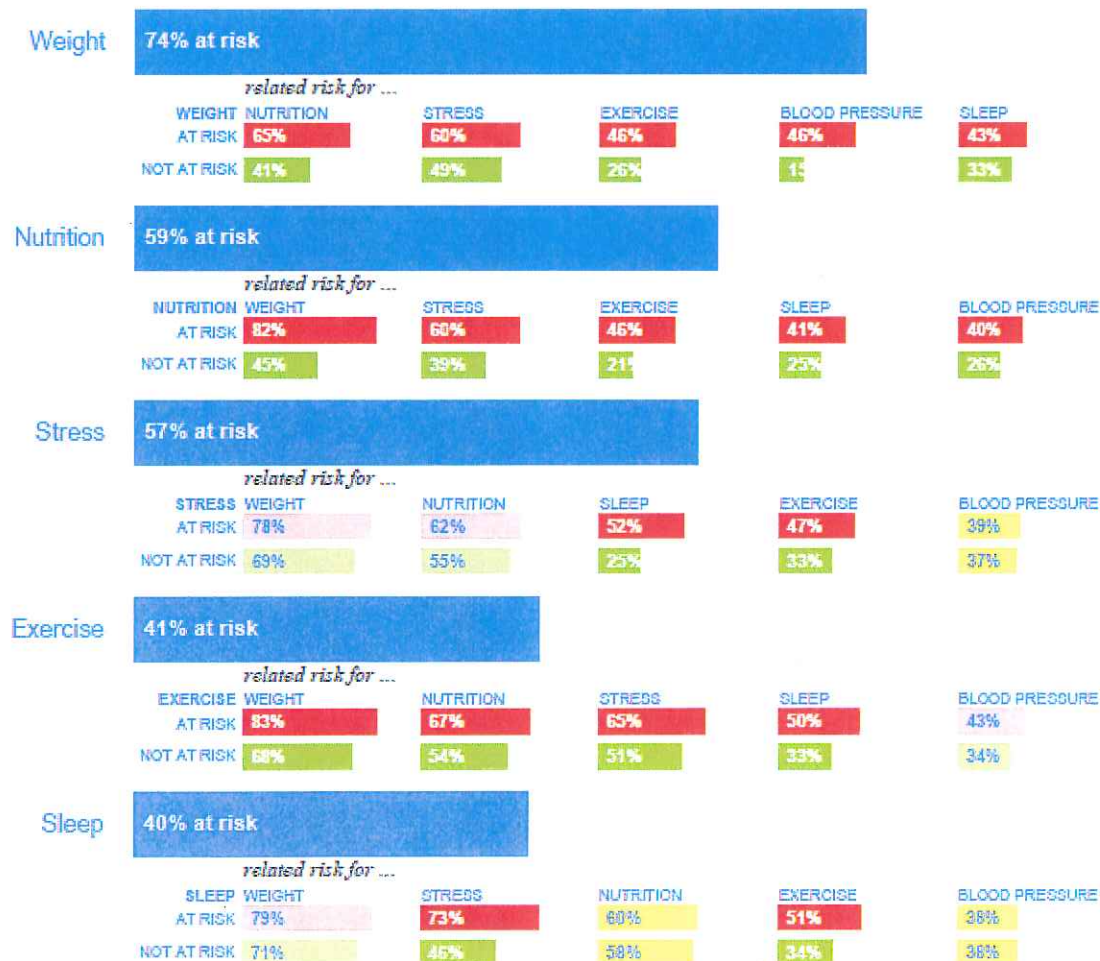 Weight 74% at risk
related risk for ...
WEIGHT NUTRITION STRESS EXERCISE BLOOD PRESSURE SLEEP
AT RISK 65% 60% 46% 46% 43%
NOT AT RISK 41% 49% 26% 15 33%
Nutrition 59% at risk
related risk for ...
NUTRITION WEIGHT STRESS EXERCISE SLEEP BLOOD PRESSURE
AT RISK 82% 60% 46% 41% 40%
NOT AT RISK 45% 39% 21% 25% 26%
Stress 57% at risk
related risk for ...
STRESS WEIGHT NUTRITION SLEEP EXERCISE BLOOD PRESSURE
AT RISK 78% 62% 52% 47% 39%
NOT AT RISK 69% 55% 25% 33% 37%
Exercise 41% at risk
related risk for ...
EXERCISE WEIGHT NUTRITION STRESS SLEEP BLOOD PRESSURE
AT RISK 83% 67% 65% 50% 43%
NOT AT RISK 68% 54% 51% 33% 34%
Sleep 40% at risk
related risk for ...
SLEEP WEIGHT STRESS NUTRITION EXERCISE BLOOD PRESSURE
AT RISK 79% 73% 60% 51% 38%
NOT AT RISK 71% 46% 58% 34% 38%